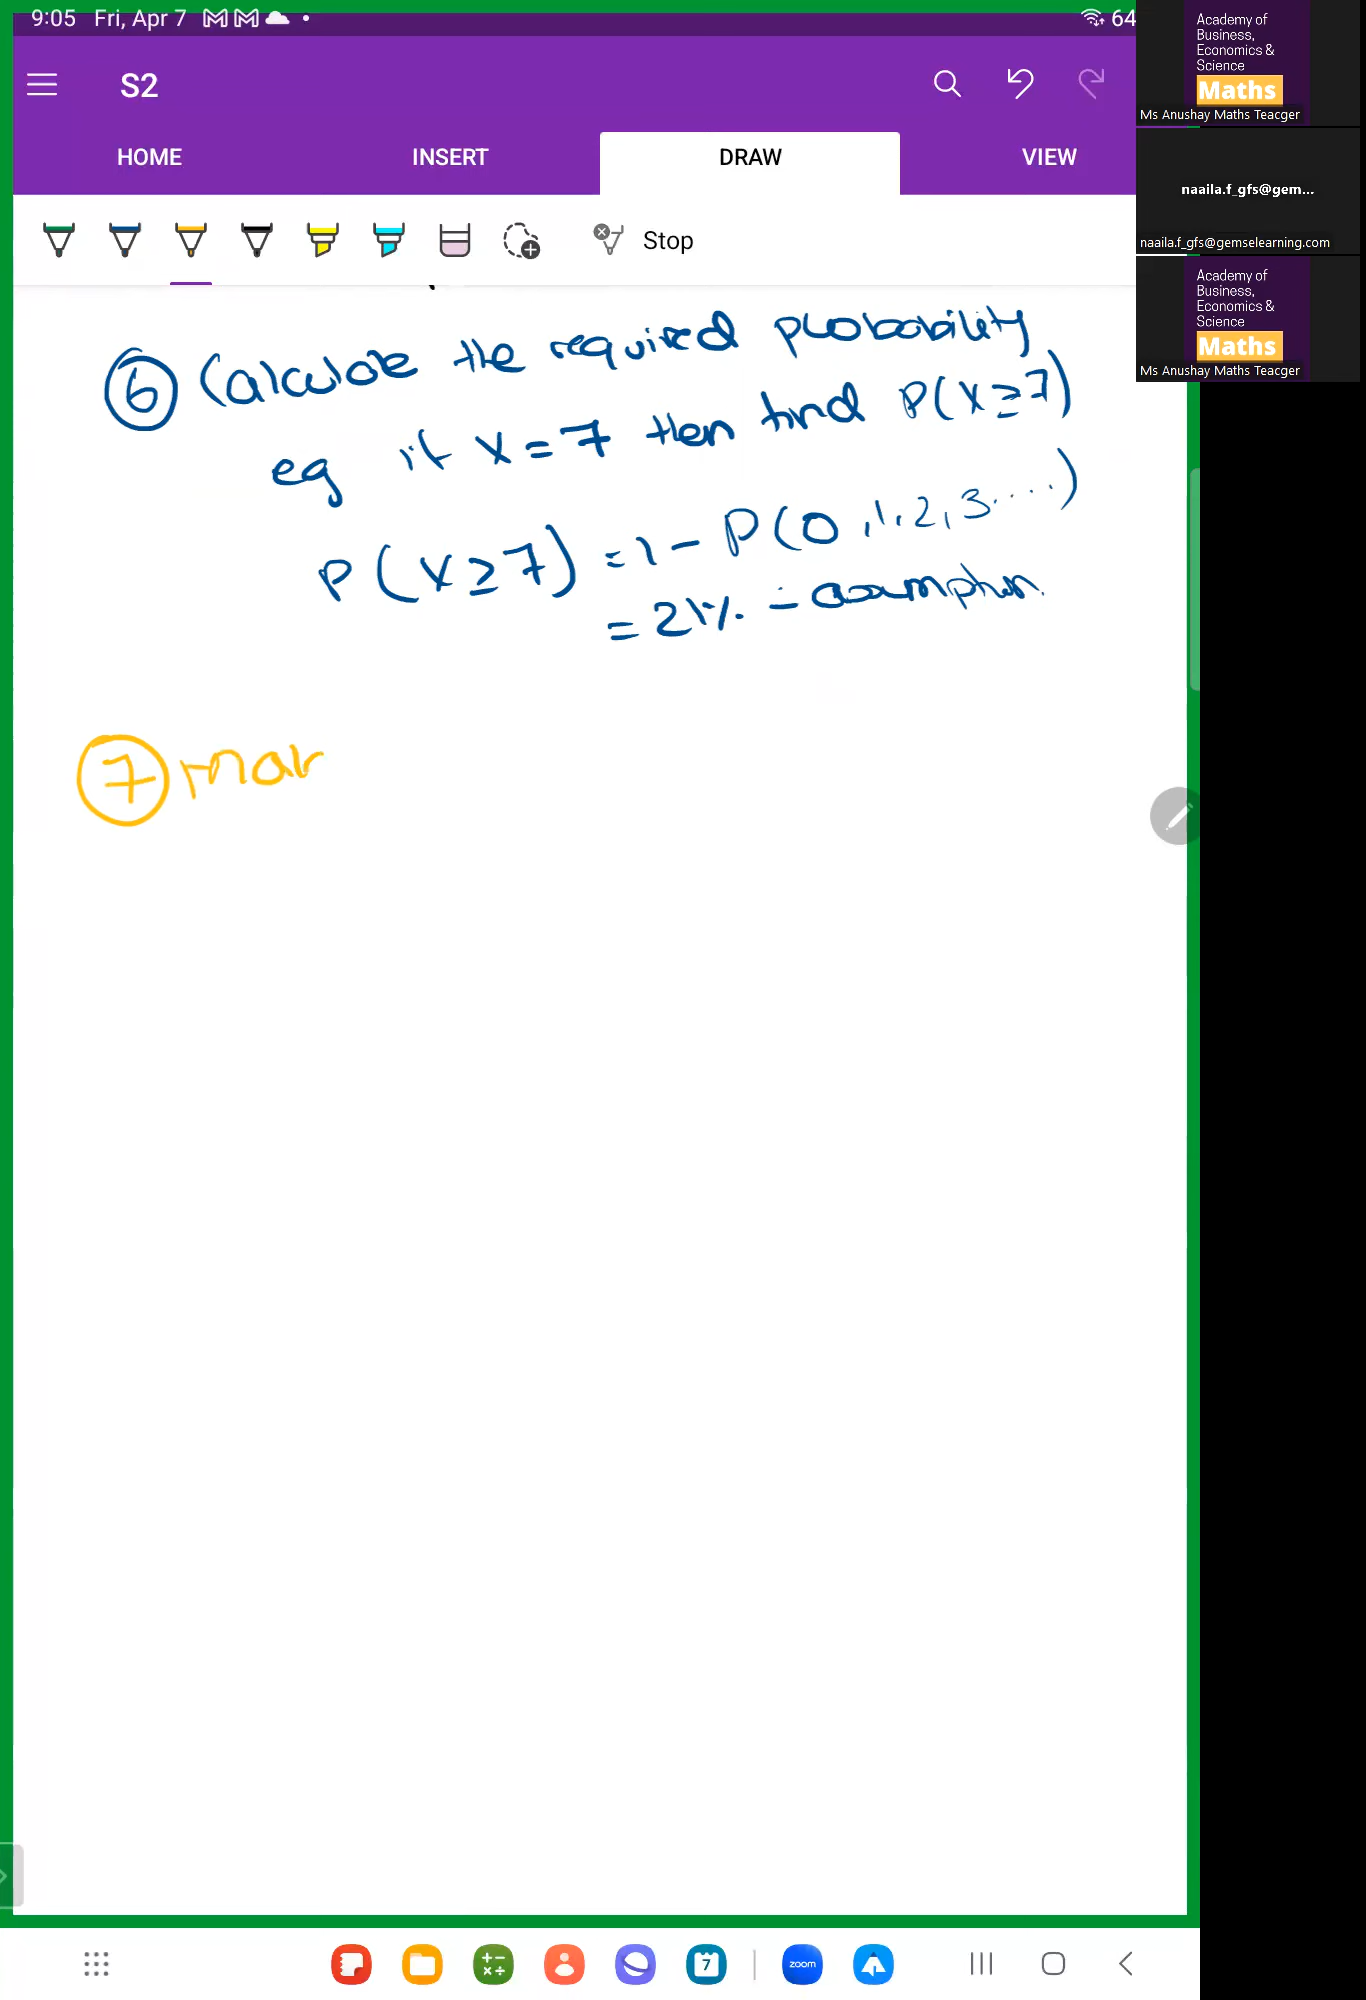 9:05 Fri, Apr 7 64
S2
HOME INSERT DRAW VIEW
Stop
Academy of
Business,
Economics &
Science
Maths
Ms Anushay Maths Teacger
naaila.f_gfs@gem...
naaila.f_gfs@gemselearning.com
Academy of
Business,
Economics &
Science
Maths
Ms Anushay Maths Teacger
6 Calculate the required probability
eg if x = 7 then find P(x ≥ 7)
P(x ≥ 7) = 1 - P(0, 1, 2, 3....)
= 21% - assumption.
7 mar
7
zoom